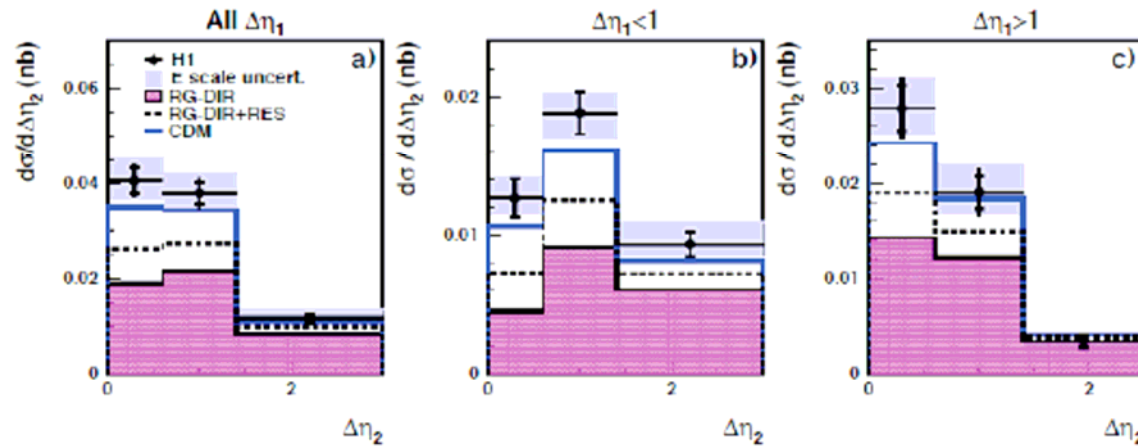 All Δη₁
a)
dσ/dΔη₂ (nb)
H1
E scale uncert.
RG-DIR
RG-DIR+RES
CDM
0.06
0.04
0.02
0
0
2
Δη₂
Δη₁<1
b)
dσ / dΔη₂ (nb)
0.02
0.01
0
0
2
Δη₂
Δη₁>1
c)
dσ / dΔη₂ (nb)
0.03
0.02
0.01
0
0
2
Δη₂